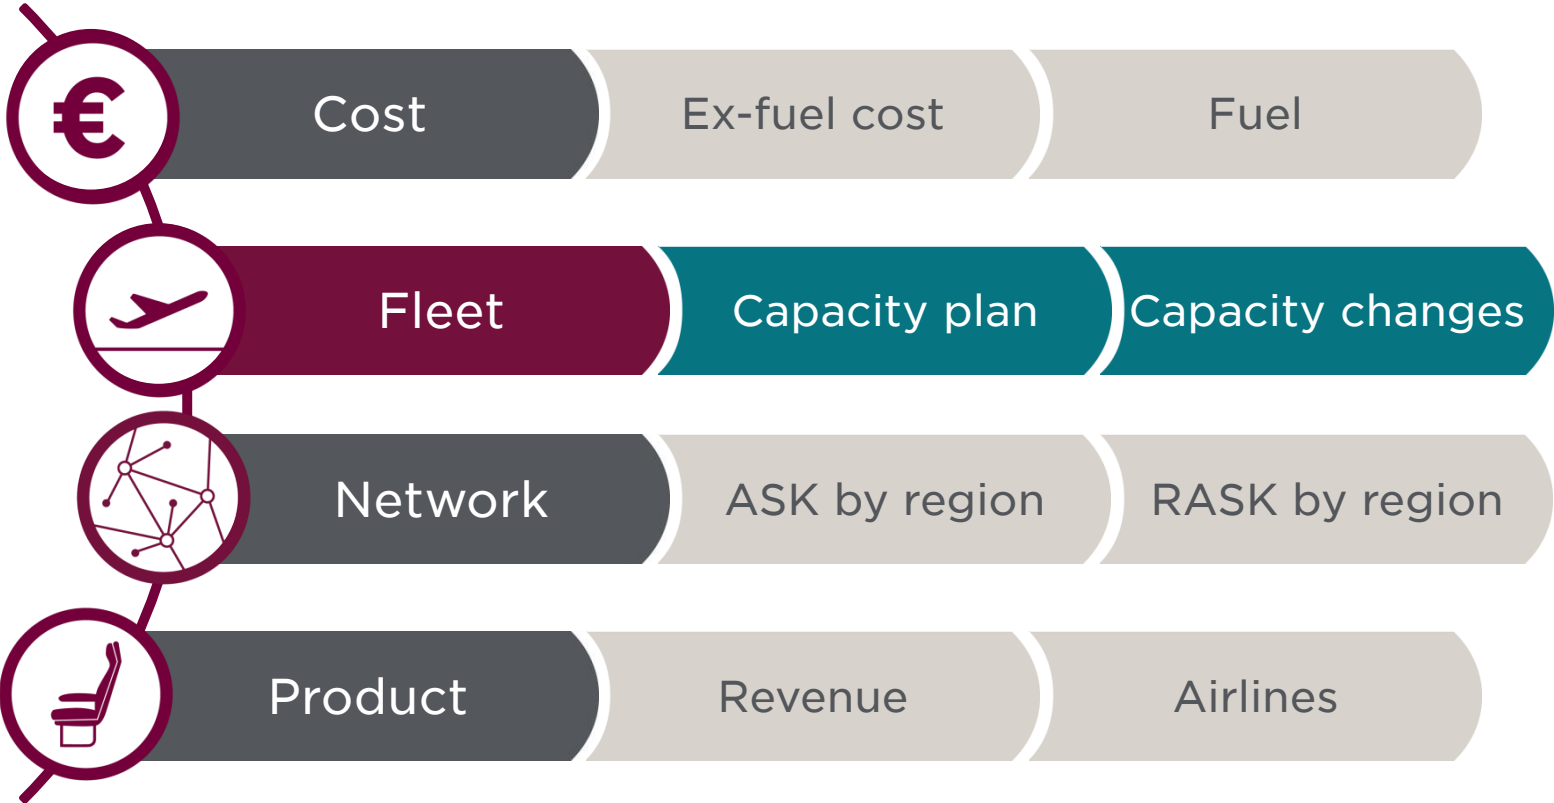 €
Cost
Ex-fuel cost
Fuel
Fleet
Capacity plan
Capacity changes
Network
ASK by region
RASK by region
Product
Revenue
Airlines